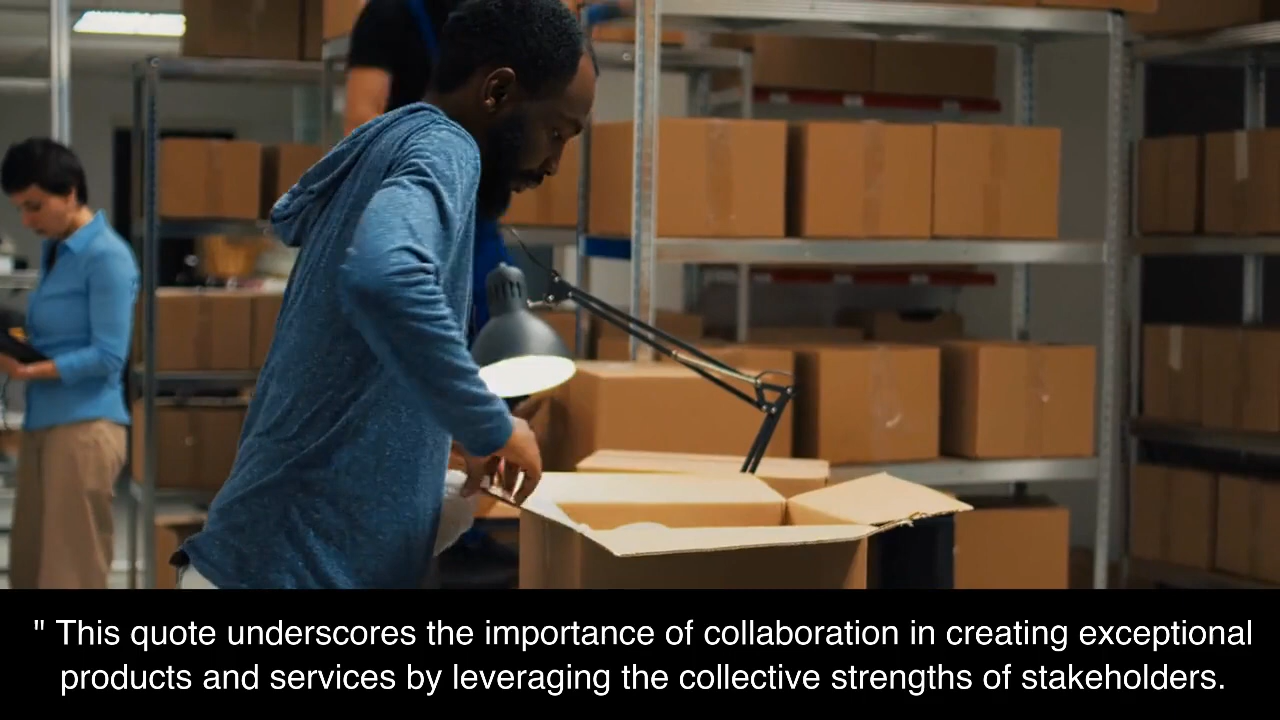 " This quote underscores the importance of collaboration in creating exceptional
products and services by leveraging the collective strengths of stakeholders.